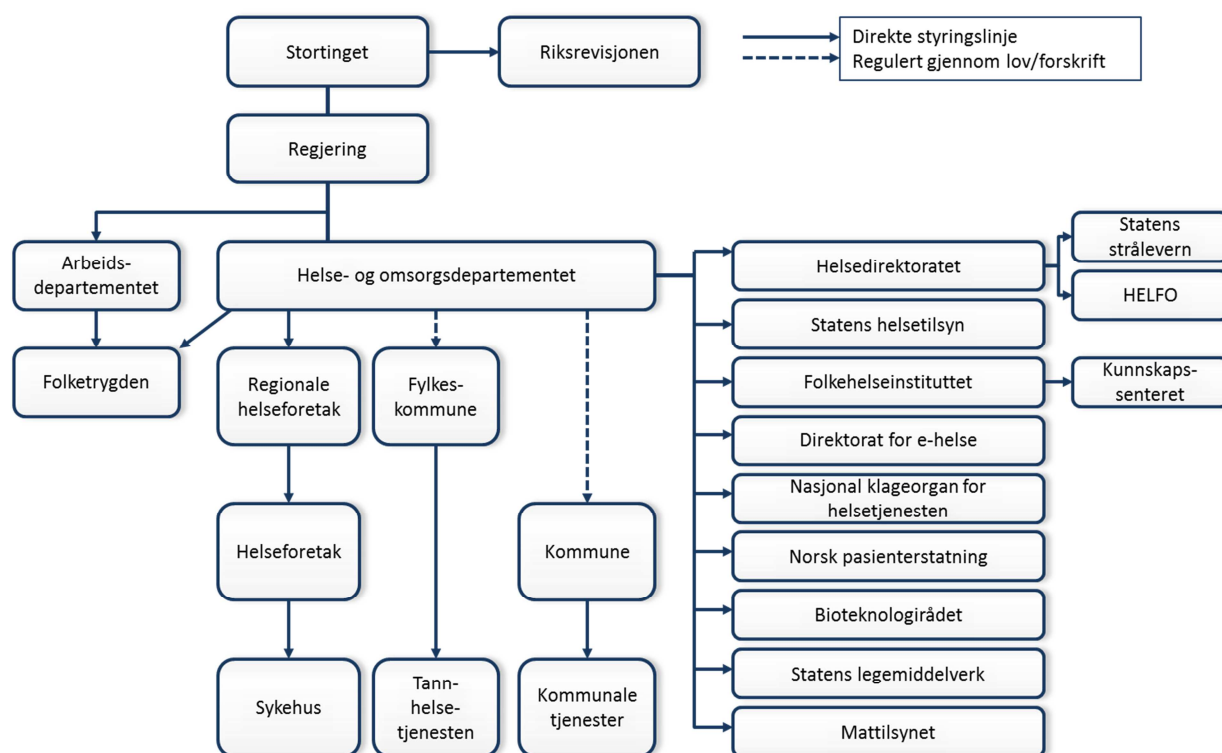 Stortinget
Riksrevisjonen
Direkte styringslinje
Regulert gjennom lov/forskrift
Regjering
Arbeids-
departementet
Helse- og omsorgsdepartementet
Helsedirektoratet
Statens
strålevern
HELFO
Statens helsetilsyn
Folketrygden
Regionale
helseforetak
Fylkes-
kommune
Folkehelseinstituttet
Kunnskaps-
senteret
Direktorat for e-helse
Nasjonal klageorgan for
helsetjenesten
Helseforetak
Kommune
Norsk pasienterstatning
Bioteknologirådet
Statens legemiddelverk
Sykehus
Tann-
helse-
tjenesten
Kommunale
tjenester
Mattilsynet